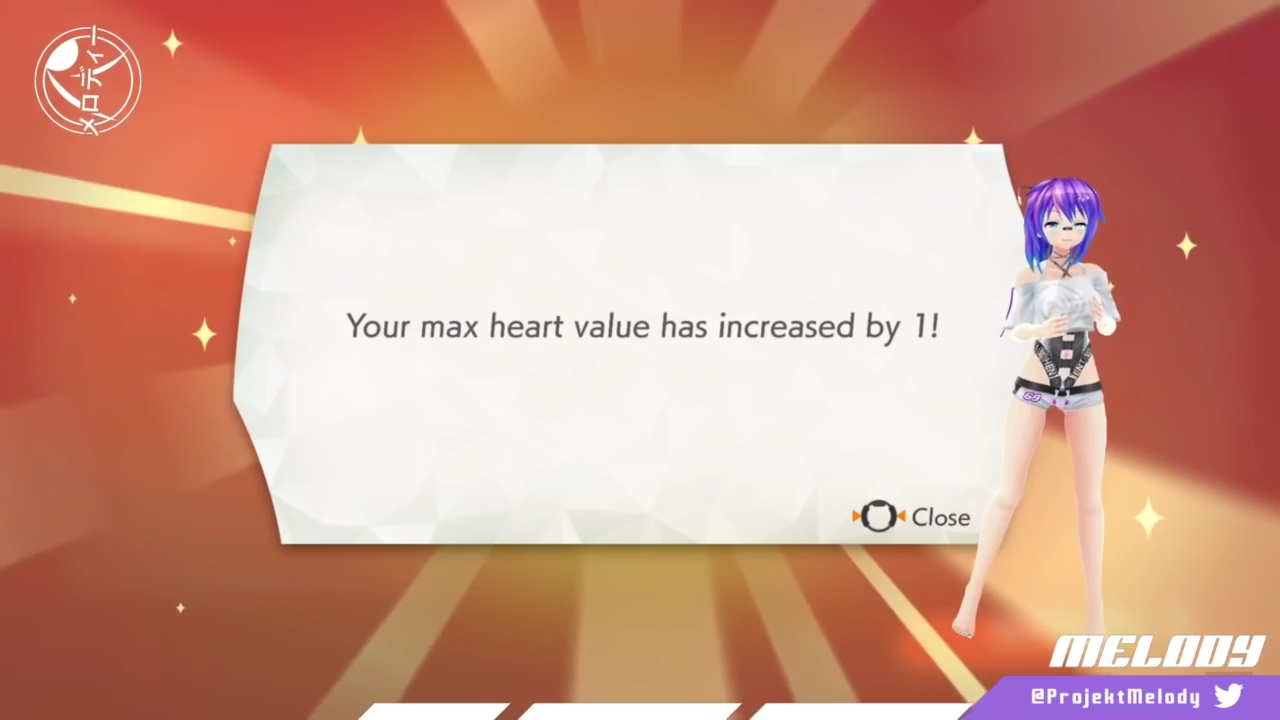 メロディー
Your max heart value has increased by 1!
Close
MELODY
@ProjektMelody